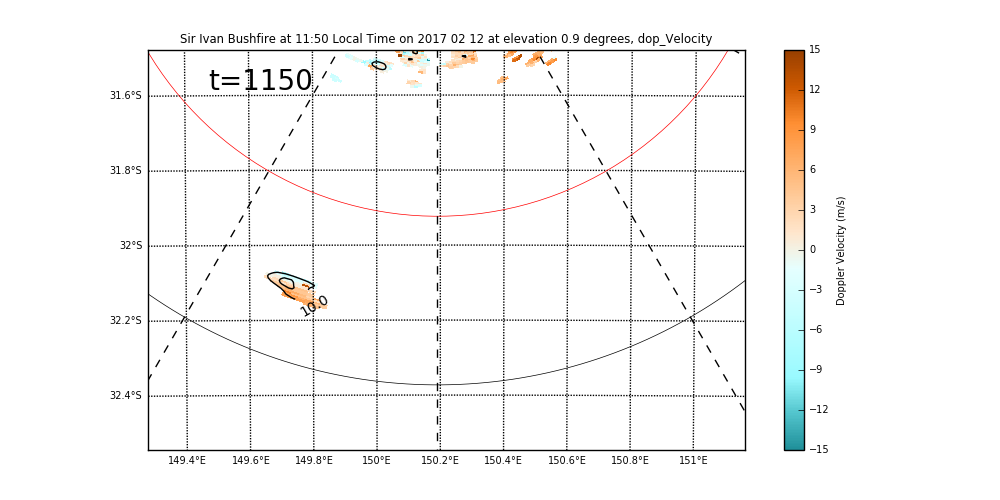 Sir Ivan Bushfire at 11:50 Local Time on 2017 02 12 at elevation 0.9 degrees, dop_Velocity
t=1150
31.6°S
31.8°S
32°S
32.2°S
32.4°S
10.0
149.4°E 149.6°E 149.8°E 150°E 150.2°E 150.4°E 150.6°E 150.8°E 151°E
15
12
9
6
3
0
−3
−6
−9
−12
−15
Doppler Velocity (m/s)